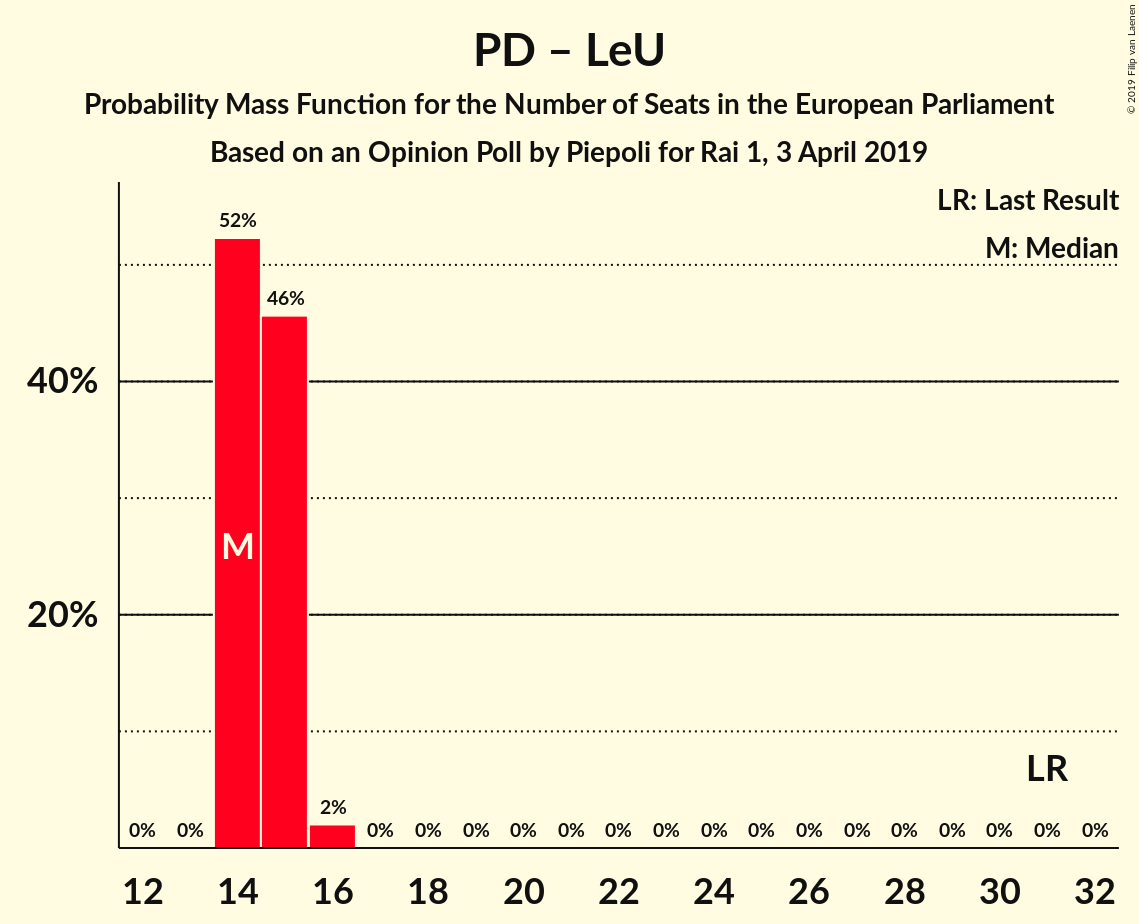 PD – LeU
Probability Mass Function for the Number of Seats in the European Parliament
Based on an Opinion Poll by Piepoli for Rai 1, 3 April 2019
© 2019 Filip van Laenen
LR: Last Result
M: Median
52%
46%
40%
M
20%
LR
2%
0% 0% 0% 0% 0% 0% 0% 0% 0% 0% 0% 0% 0% 0% 0% 0% 0% 0%
12 14 16 18 20 22 24 26 28 30 32